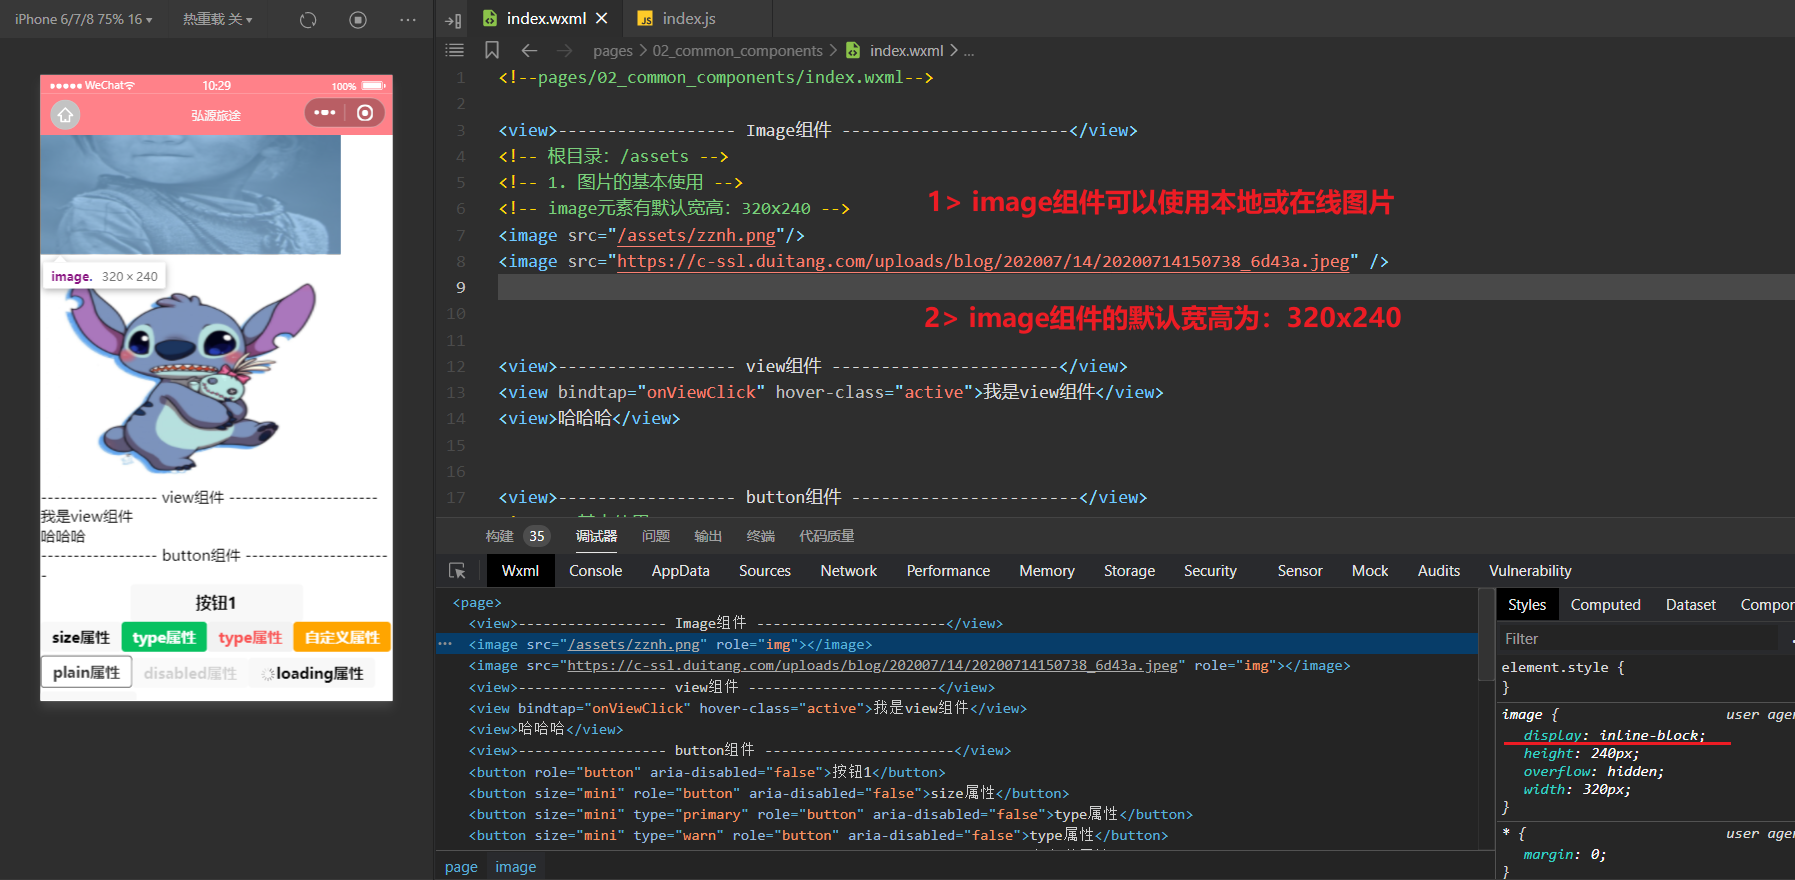 iPhone 6/7/8 75% 16
热重载 关
index.wxml
index.js
pages > 02_common_components > index.wxml > ...
WeChat
10:29
100%
弘源旅途
image. 320 × 240
------------------ view组件 -----------------------
我是view组件
哈哈哈
------------------ button组件 ----------------------
-
按钮1
size属性 type属性 type属性 自定义属性
plain属性 disabled属性 loading属性
1 <!--pages/02_common_components/index.wxml-->
2
3 <view>------------------ Image组件 -----------------------</view>
4 <!-- 根目录: /assets -->
5 <!-- 1. 图片的基本使用 -->
6 <!-- image元素有默认宽高: 320x240 -->
7 <image src="/assets/zznh.png"/>
8 <image src="https://c-ssl.duitang.com/uploads/blog/202007/14/20200714150738_6d43a.jpeg" />
9
10
11
12 <view>------------------ view组件 -----------------------</view>
13 <view bindtap="onViewClick" hover-class="active">我是view组件</view>
14 <view>哈哈哈</view>
15
16
17 <view>------------------ button组件 -----------------------</view>
1> image组件可以使用本地或在线图片
2> image组件的默认宽高为：320x240
构建 35 调试器 问题 输出 终端 代码质量
Wxml Console AppData Sources Network Performance Memory Storage Security Sensor Mock Audits Vulnerability
<page>
<view>------------------ Image组件 -----------------------</view>
<image src="/assets/zznh.png" role="img"></image>
<image src="https://c-ssl.duitang.com/uploads/blog/202007/14/20200714150738_6d43a.jpeg" role="img"></image>
<view>------------------ view组件 -----------------------</view>
<view bindtap="onViewClick" hover-class="active">我是view组件</view>
<view>哈哈哈</view>
<view>------------------ button组件 -----------------------</view>
<button role="button" aria-disabled="false">按钮1</button>
<button size="mini" role="button" aria-disabled="false">size属性</button>
<button size="mini" type="primary" role="button" aria-disabled="false">type属性</button>
<button size="mini" type="warn" role="button" aria-disabled="false">type属性</button>
page image
Styles Computed Dataset Compor
Filter
element.style {
}
image { user agen
display: inline-block;
height: 240px;
overflow: hidden;
width: 320px;
}
* { user agen
margin: 0;
}